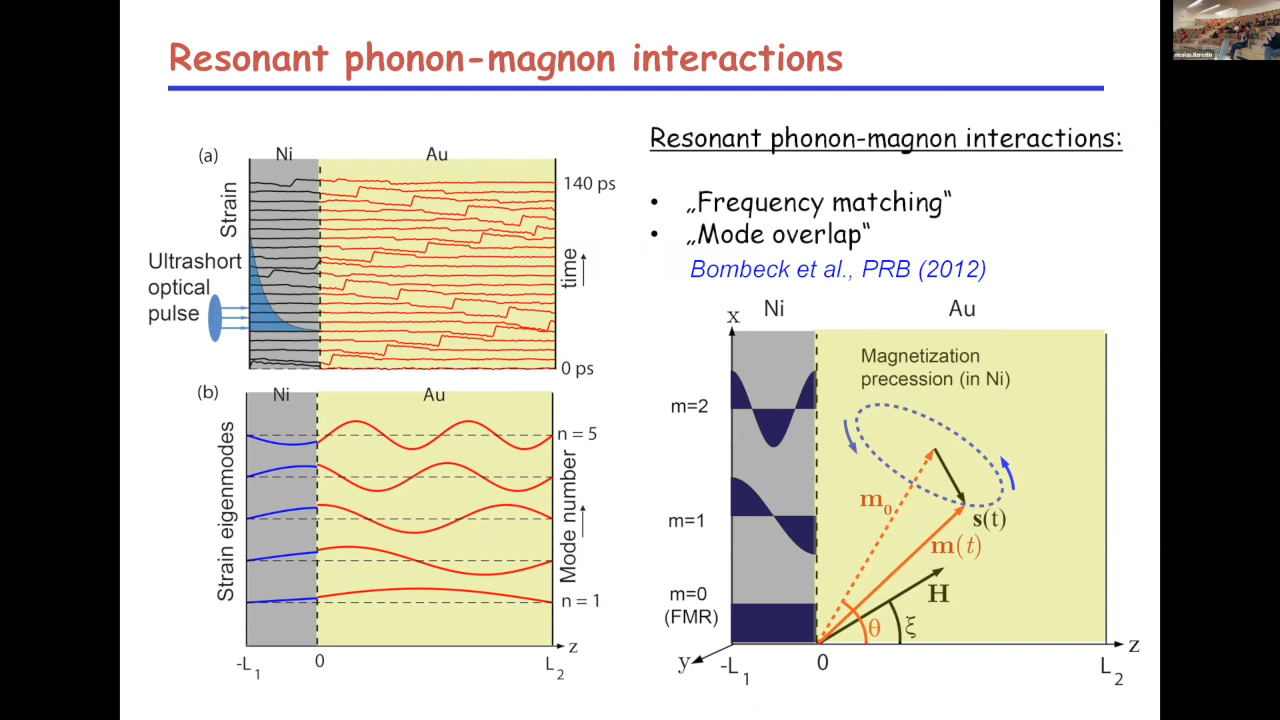 Resonant phonon-magnon interactions
nicolas.bercein
Resonant phonon-magnon interactions:
• „Frequency matching“
• „Mode overlap“
Bombeck et al., PRB (2012)
(a)
Ni
Au
Strain
140 ps
time
0 ps
Ultrashort
optical
pulse
(b)
Ni
Au
Strain eigenmodes
n = 5
Mode number
n = 1
z
-L1
0
L2
x
Ni
Au
Magnetization
precession (in Ni)
m=2
m=1
m=0
(FMR)
m0
s(t)
m(t)
H
θ
ξ
y
z
-L1
0
L2